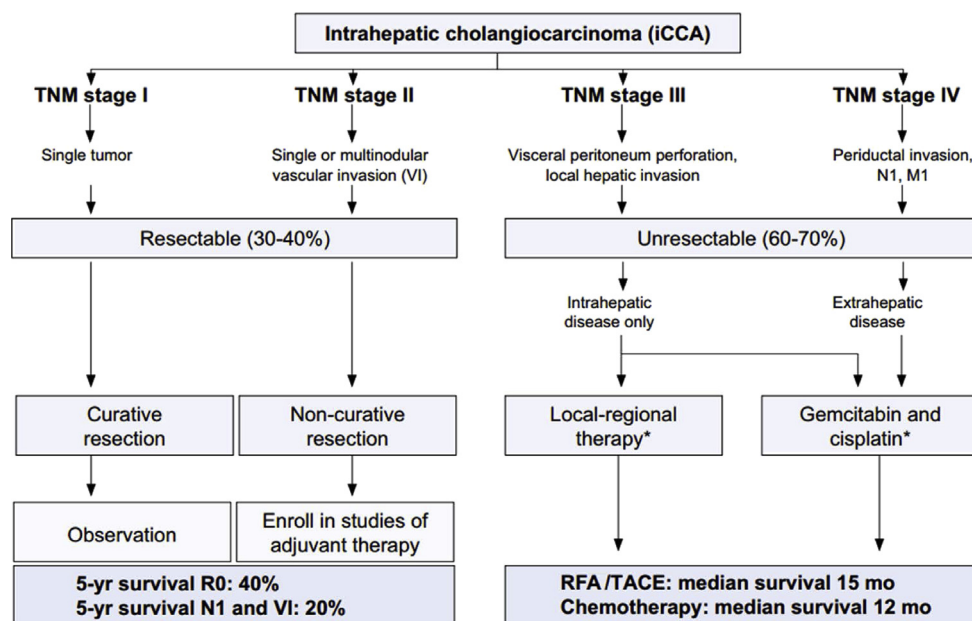 Intrahepatic cholangiocarcinoma (iCCA)
TNM stage I
TNM stage II
TNM stage III
TNM stage IV
Single tumor
Single or multinodular
vascular invasion (VI)
Visceral peritoneum perforation,
local hepatic invasion
Periductal invasion,
N1, M1
Resectable (30-40%)
Unresectable (60-70%)
Intrahepatic
disease only
Extrahepatic
disease
Curative
resection
Non-curative
resection
Local-regional
therapy*
Gemcitabin and
cisplatin*
Observation
Enroll in studies of
adjuvant therapy
5-yr survival R0: 40%
5-yr survival N1 and VI: 20%
RFA/TACE: median survival 15 mo
Chemotherapy: median survival 12 mo